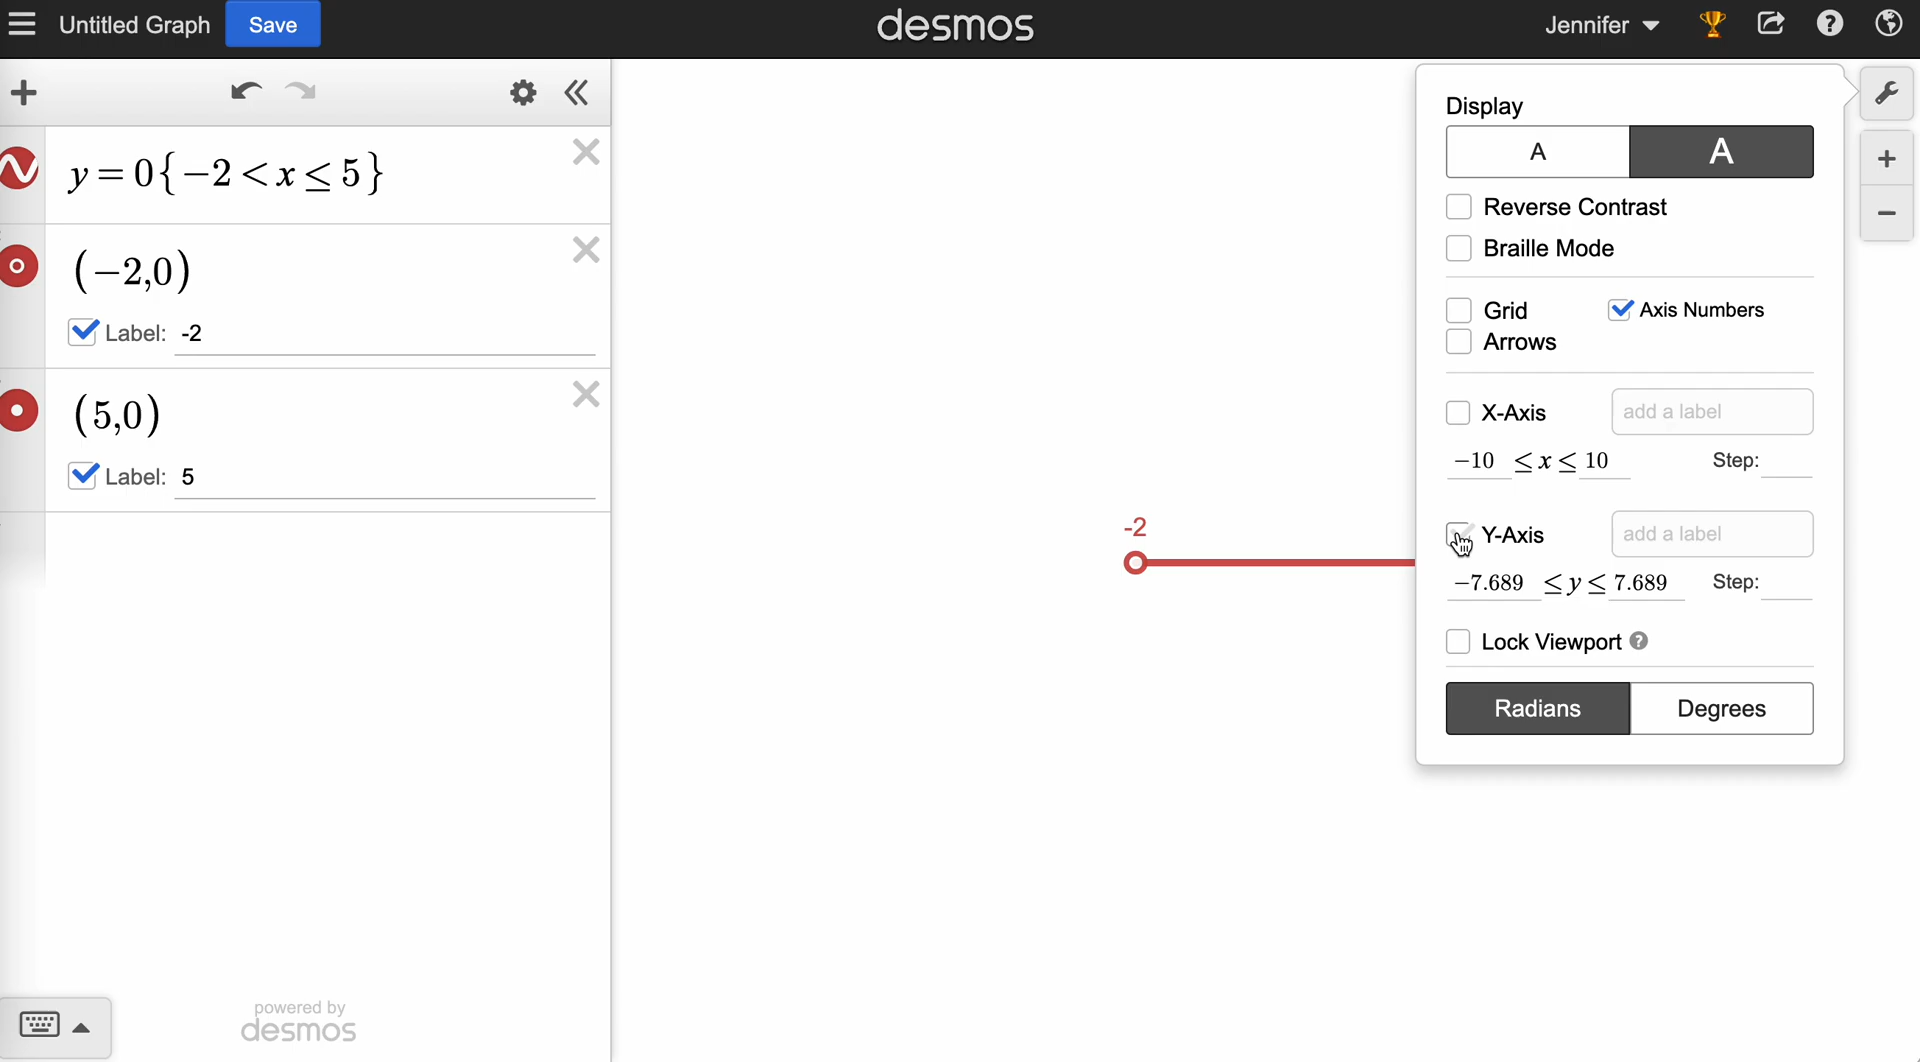 Untitled Graph Save desmos Jennifer
y = 0{−2 < x ≤ 5}
(−2,0)
Label: -2
(5,0)
Label: 5
powered by
desmos
-2
Display
A A
Reverse Contrast
Braille Mode
Grid Axis Numbers
Arrows
X-Axis add a label
−10 ≤ x ≤ 10 Step:
Y-Axis add a label
−7.689 ≤ y ≤ 7.689 Step:
Lock Viewport ?
Radians Degrees